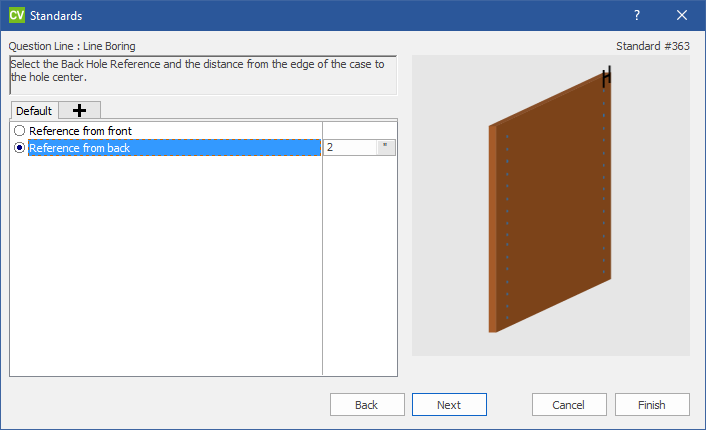 CV Standards ?
Question Line : Line Boring Standard #363
Select the Back Hole Reference and the distance from the edge of the case to
the hole center.
Default
Reference from front
Reference from back 2 "
Back Next Cancel Finish